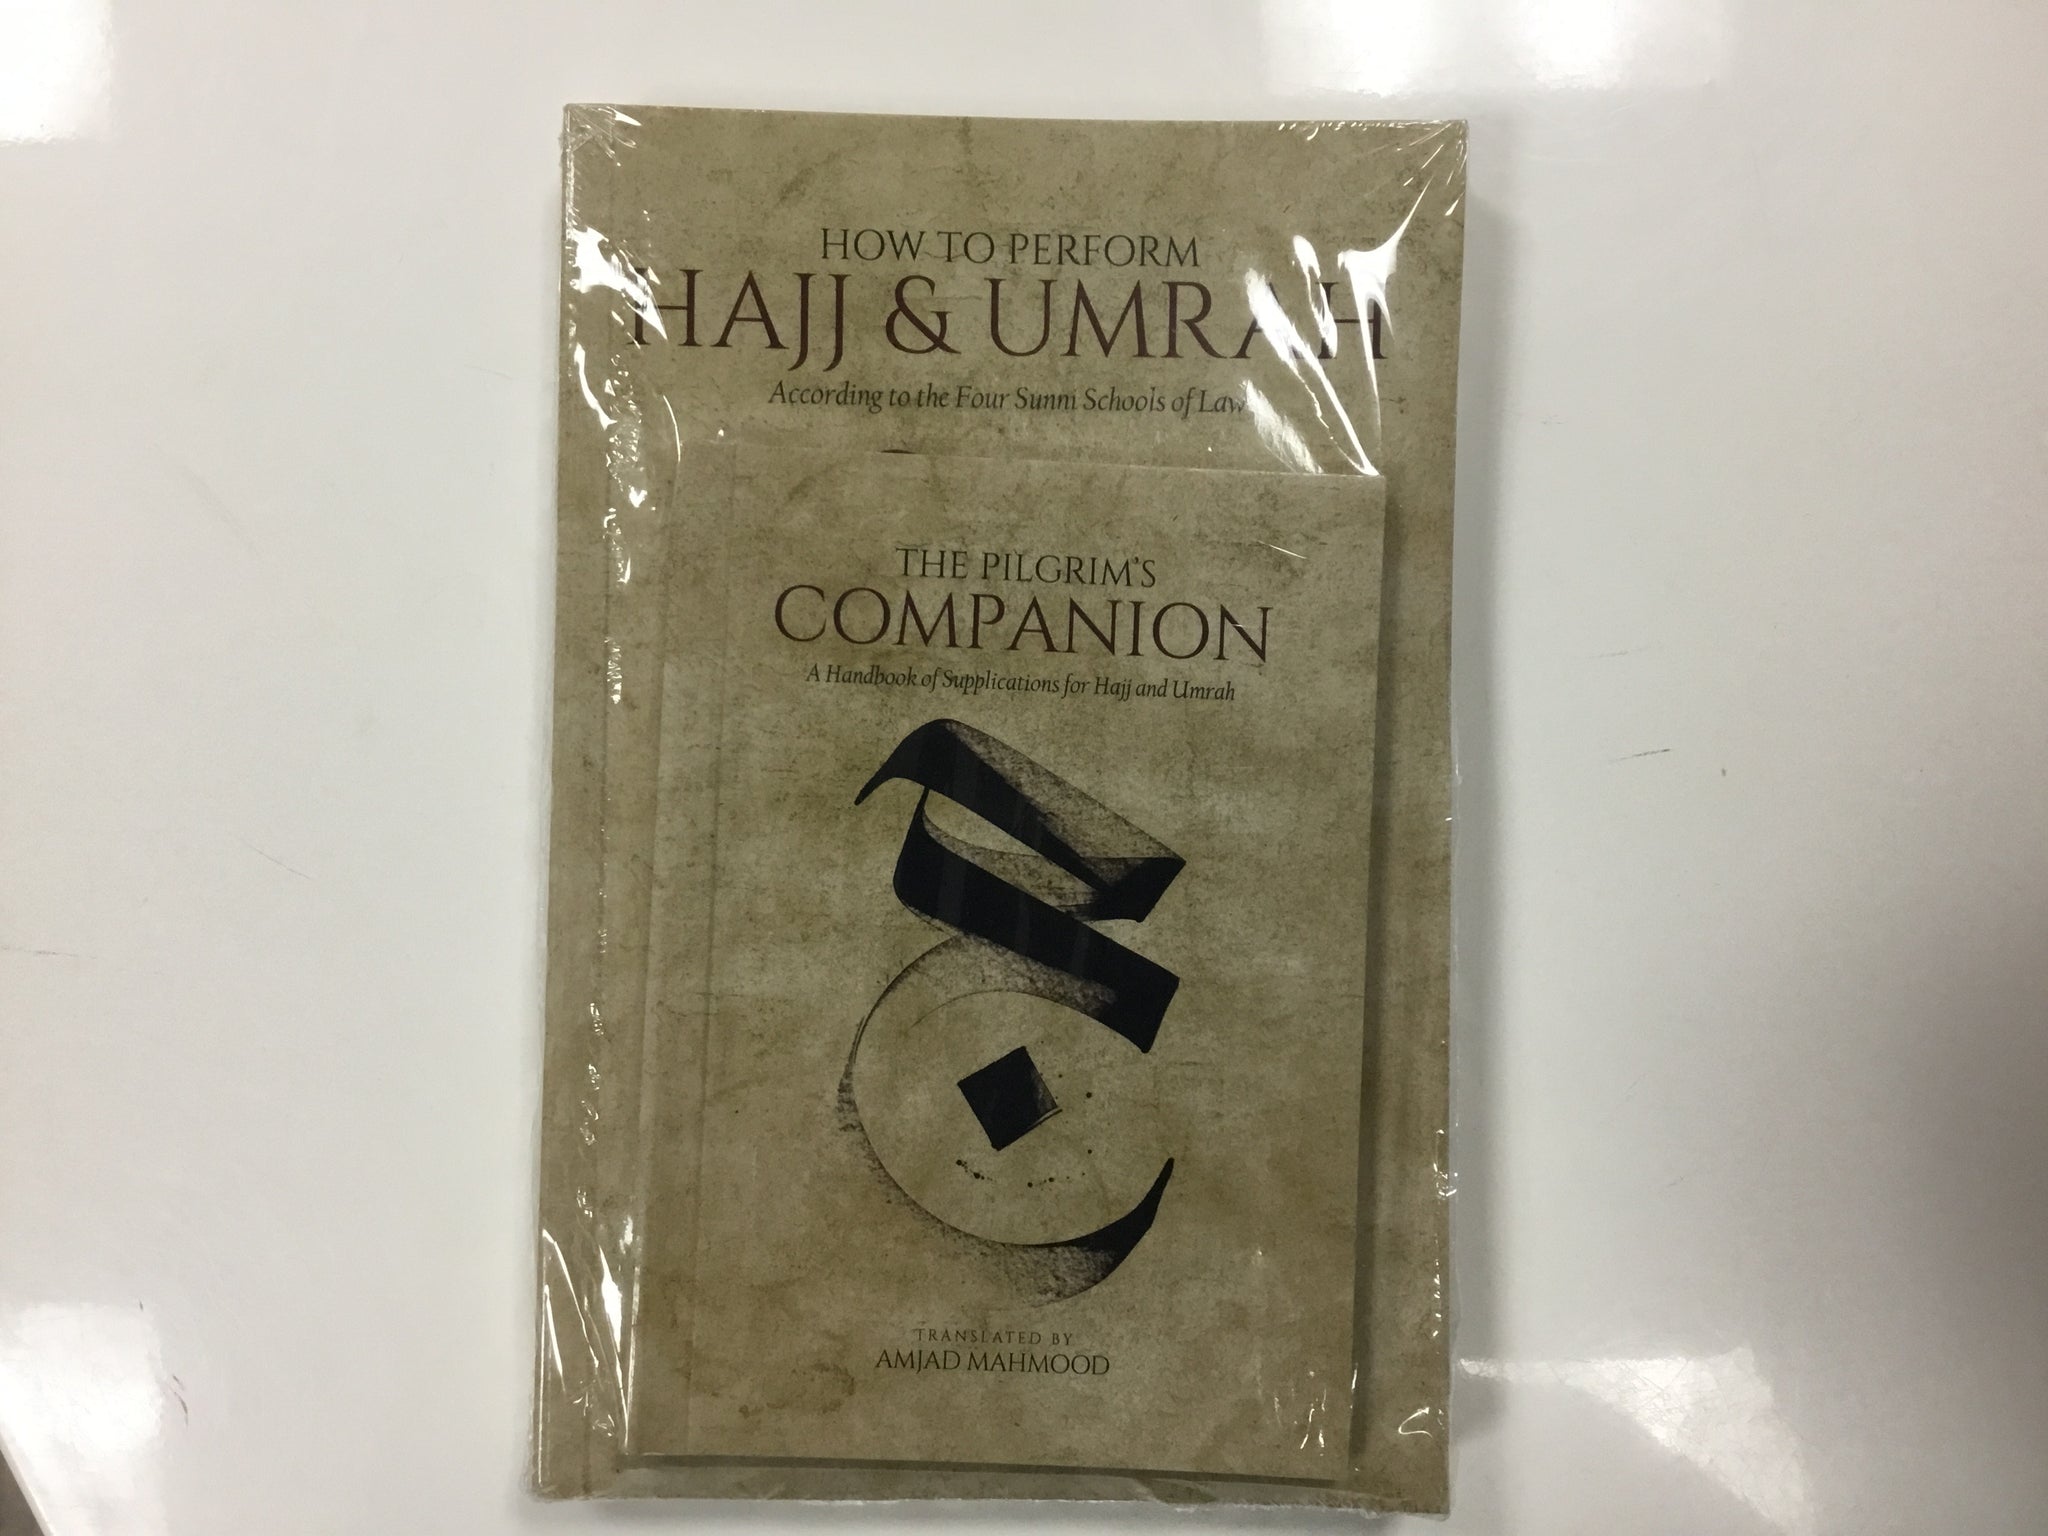 HOW TO PERFORM
HAJJ & UMRAH
According to the Four Sunni Schools of Law
THE PILGRIM'S
COMPANION
A Handbook of Supplications for Hajj and Umrah
حج
TRANSLATED BY
AMJAD MAHMOOD